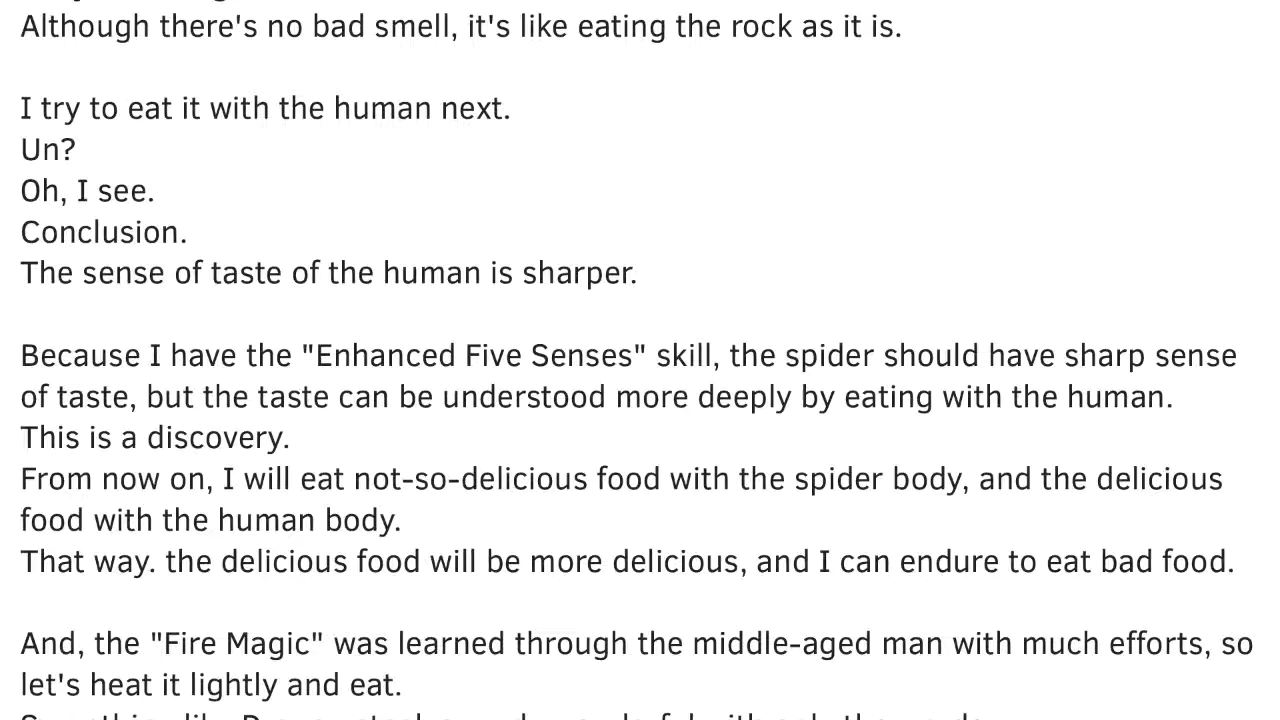 Although there's no bad smell, it's like eating the rock as it is.
I try to eat it with the human next.
Un?
Oh, I see.
Conclusion.
The sense of taste of the human is sharper.
Because I have the "Enhanced Five Senses" skill, the spider should have sharp sense
of taste, but the taste can be understood more deeply by eating with the human.
This is a discovery.
From now on, I will eat not-so-delicious food with the spider body, and the delicious
food with the human body.
That way. the delicious food will be more delicious, and I can endure to eat bad food.
And, the "Fire Magic" was learned through the middle-aged man with much efforts, so
let's heat it lightly and eat.